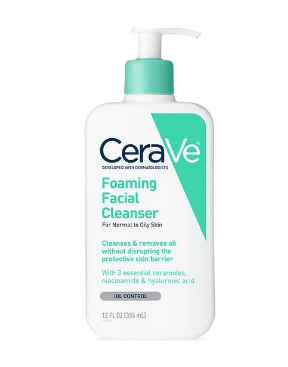 CeraVe®
DEVELOPED WITH DERMATOLOGISTS
Foaming
Facial
Cleanser
For Normal to Oily Skin
Cleanses & removes oil
without disrupting the
protective skin barrier
With 3 essential ceramides,
niacinamide & hyaluronic acid
OIL CONTROL
12 FL OZ (355 mL)